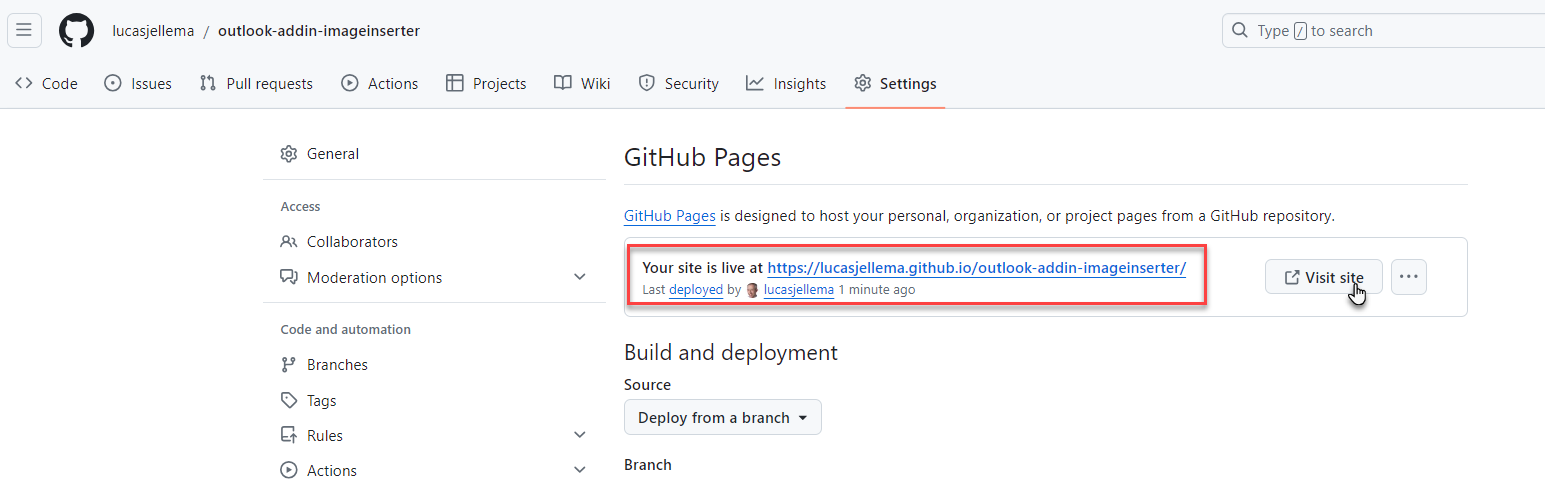 lucasjellema / outlook-addin-imageinserter
Type / to search
Code Issues Pull requests Actions Projects Wiki Security Insights Settings
General
Access
Collaborators
Moderation options
Code and automation
Branches
Tags
Rules
Actions
GitHub Pages
GitHub Pages is designed to host your personal, organization, or project pages from a GitHub repository.
Your site is live at https://lucasjellema.github.io/outlook-addin-imageinserter/
Last deployed by lucasjellema 1 minute ago
Visit site
Build and deployment
Source
Deploy from a branch
Branch